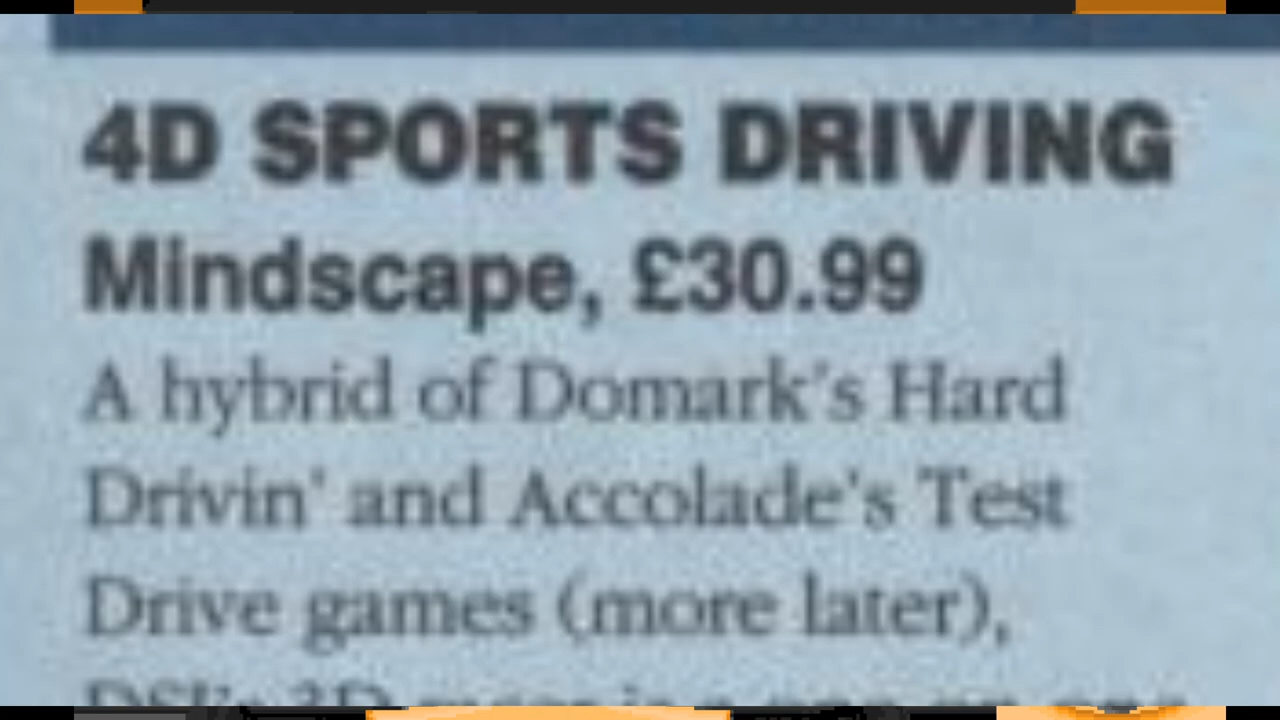 4D SPORTS DRIVING
Mindscape, £30.99
A hybrid of Domark's Hard
Drivin' and Accolade's Test
Drive games (more later),